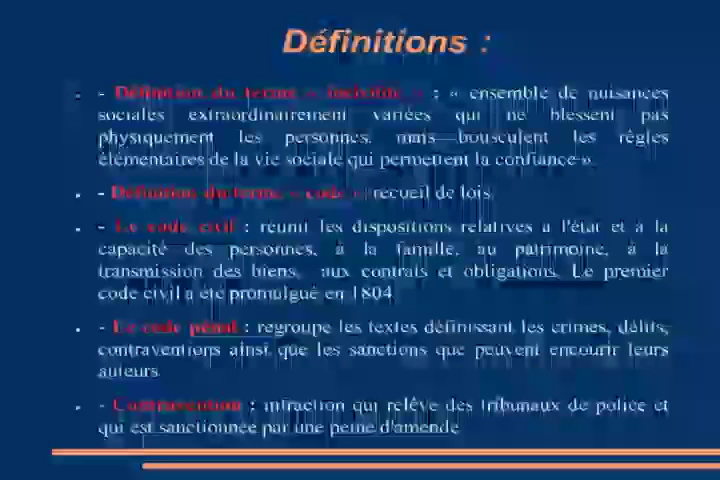 Définitions :
- Définition du terme « incivilité » : « ensemble de nuisances
sociales extraordinairement variées qui ne blessent pas
physiquement les personnes, mais bousculent les règles
élémentaires de la vie sociale qui permettent la confiance ».
- Définition du terme « code » : recueil de lois.
- Le code civil : réunit les dispositions relatives à l'état et à la
capacité des personnes, à la famille, au patrimoine, à la
transmission des biens, aux contrats et obligations. Le premier
code civil a été promulgué en 1804.
- Le code pénal : regroupe les textes définissant les crimes, délits,
contraventions ainsi que les sanctions que peuvent encourir leurs
auteurs.
- Contravention : infraction qui relève des tribunaux de police et
qui est sanctionnée par une peine d'amende